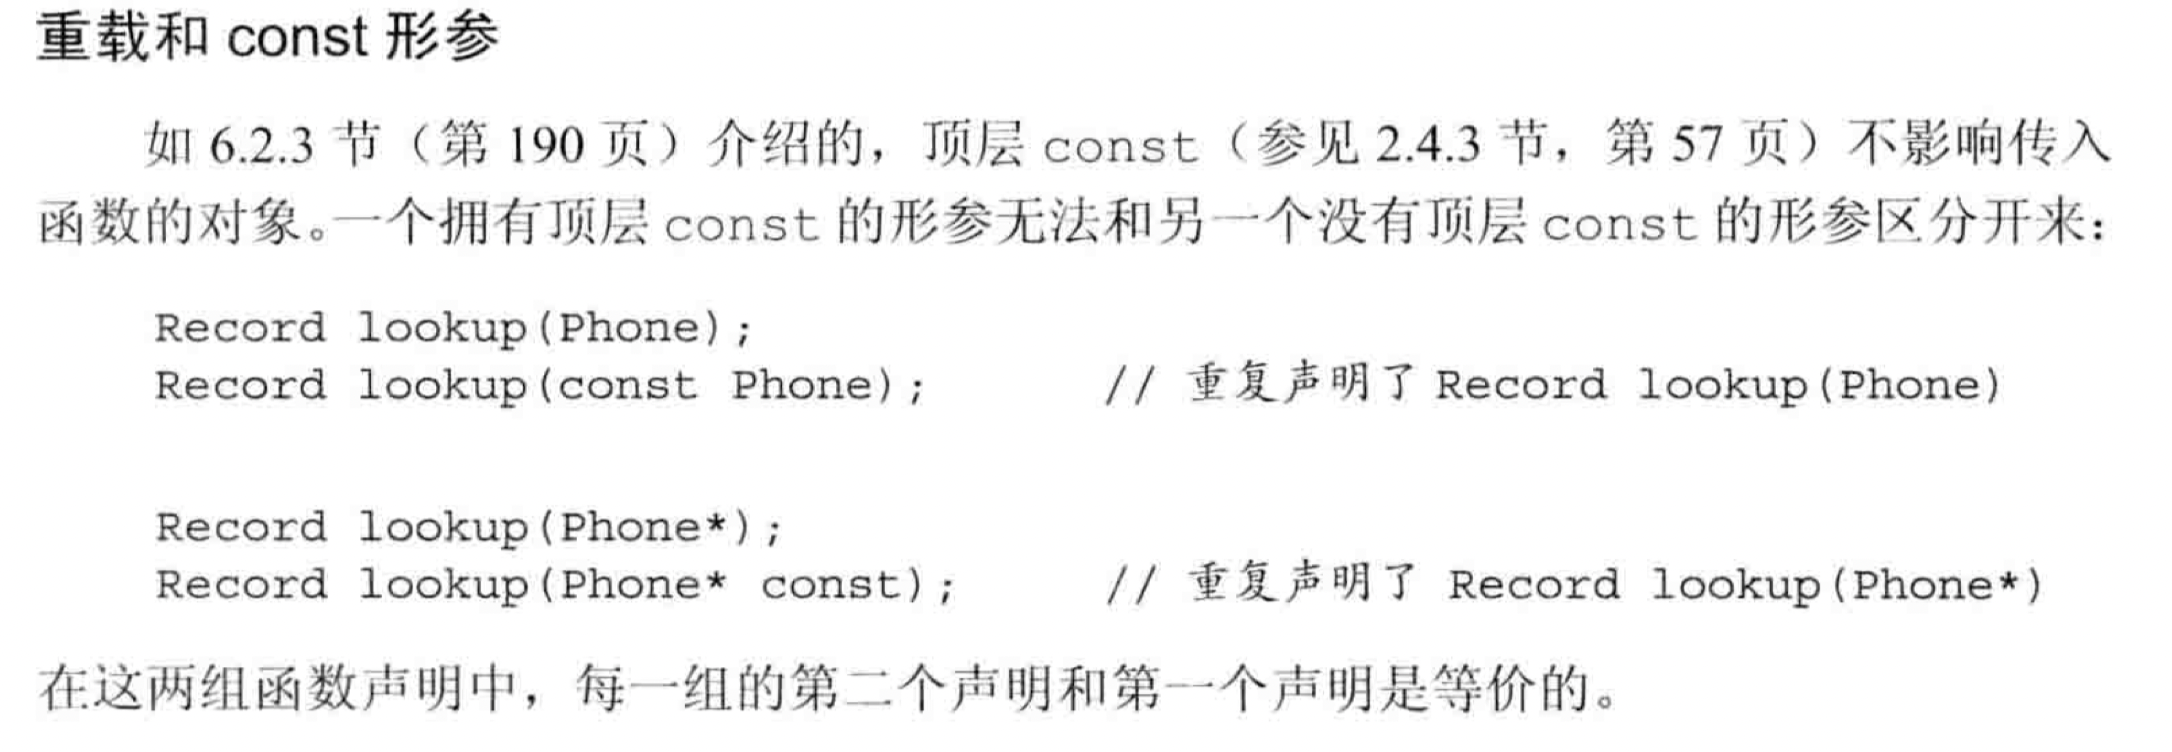 重载和 const 形参
如 6.2.3 节（第 190 页）介绍的，顶层 const（参见 2.4.3 节，第 57 页）不影响传入
函数的对象。一个拥有顶层 const 的形参无法和另一个没有顶层 const 的形参区分开来：
Record lookup(Phone);
Record lookup(const Phone); // 重复声明了 Record lookup(Phone)
Record lookup(Phone*);
Record lookup(Phone* const); // 重复声明了 Record lookup(Phone*)
在这两组函数声明中，每一组的第二个声明和第一个声明是等价的。